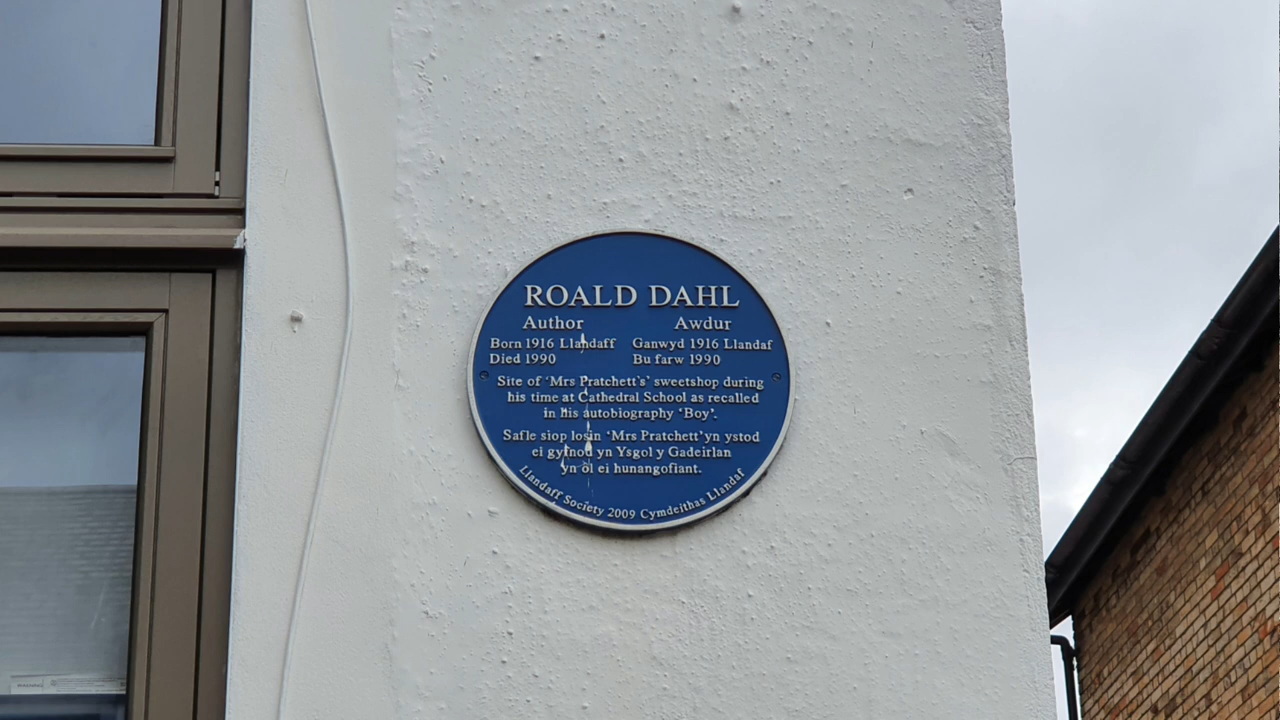 ROALD DAHL
Author
Awdur
Born 1916 Llandaff
Ganwyd 1916 Llandaf
Died 1990
Bu farw 1990
Site of ‘Mrs Pratchett's’ sweetshop during
his time at Cathedral School as recalled
in his autobiography ‘Boy’.
Safle siop losin ‘Mrs Pratchett’ yn ystod
ei gyfnod yn Ysgol y Gadeirlan
yn ôl ei hunangofiant.
Llandaff Society 2009 Cymdeithas Llandaf